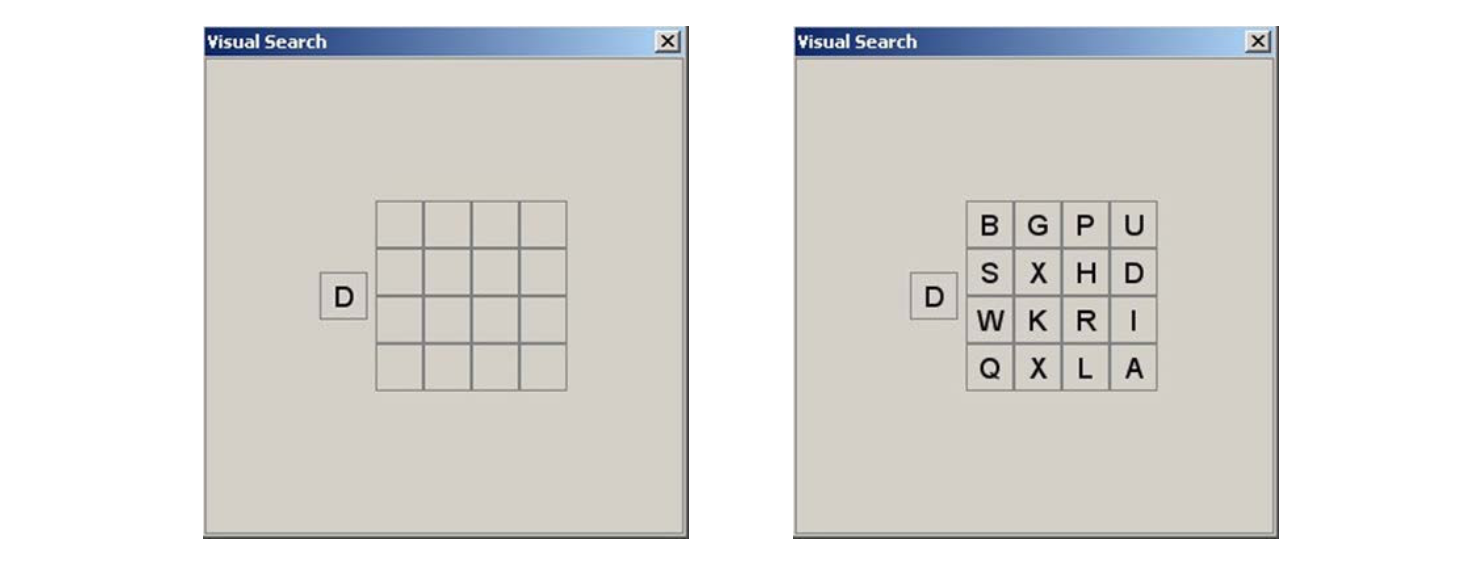 Visual Search
D
Visual Search
B G P U
S X H D
D
W K R I
Q X L A